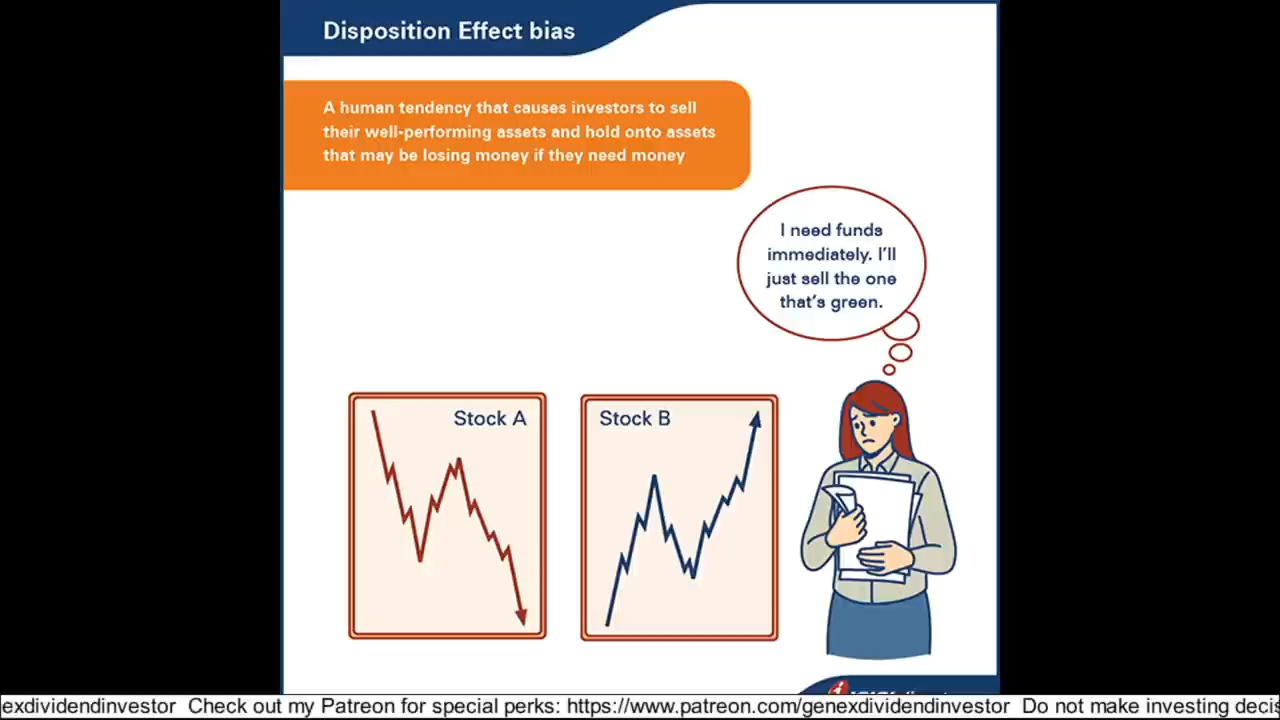 Disposition Effect bias
A human tendency that causes investors to sell
their well-performing assets and hold onto assets
that may be losing money if they need money
I need funds
immediately. I'll
just sell the one
that's green.
Stock A
Stock B
exdividendinvestor Check out my Patreon for special perks: https://www.patreon.com/genexdividendinvestor Do not make investing decis